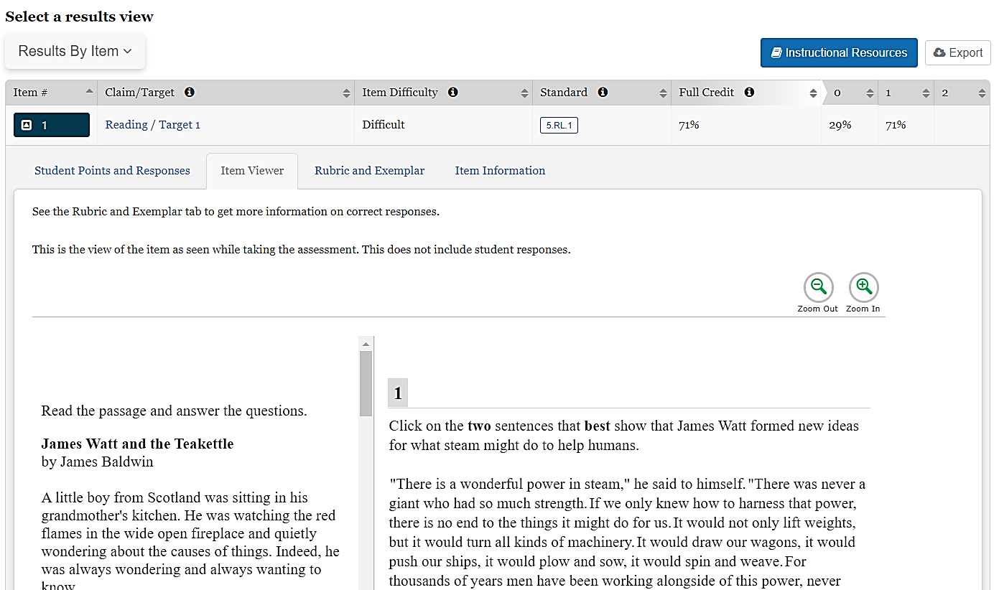 Select a results view
Results By Item
Instructional Resources
Export
Item #
Claim/Target
Item Difficulty
Standard
Full Credit
0
1
2
1
Reading / Target 1
Difficult
5.RL.1
71%
29%
71%
Student Points and Responses
Item Viewer
Rubric and Exemplar
Item Information
See the Rubric and Exemplar tab to get more information on correct responses.
This is the view of the item as seen while taking the assessment. This does not include student responses.
Zoom Out
Zoom In
Read the passage and answer the questions.
James Watt and the Teakettle
by James Baldwin
A little boy from Scotland was sitting in his
grandmother's kitchen. He was watching the red
flames in the wide open fireplace and quietly
wondering about the causes of things. Indeed, he
was always wondering and always wanting to
know.
1
Click on the two sentences that best show that James Watt formed new ideas
for what steam might do to help humans.
"There is a wonderful power in steam," he said to himself. "There was never a
giant who had so much strength. If we only knew how to harness that power,
there is no end to the things it might do for us. It would not only lift weights,
but it would turn all kinds of machinery. It would draw our wagons, it would
push our ships, it would plow and sow, it would spin and weave. For
thousands of years men have been working alongside of this power, never